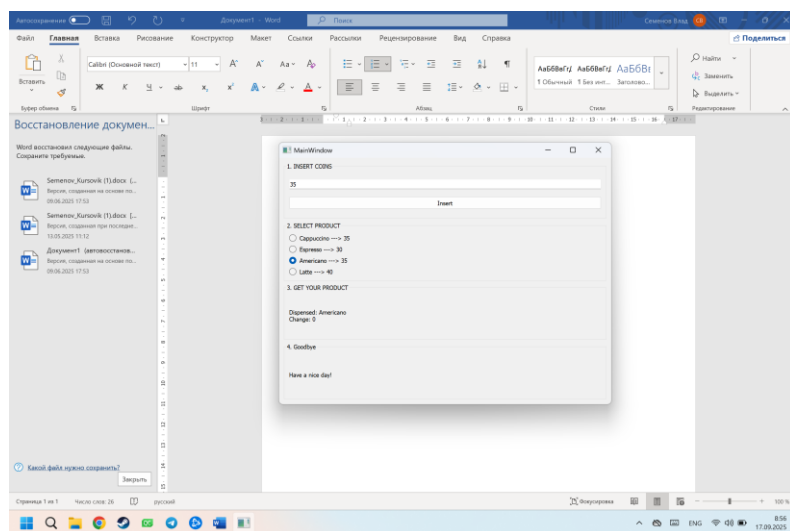 Автосохранение
Документ1 - Word
Поиск
Семенов Влад
Файл Главная Вставка Рисование Конструктор Макет Ссылки Рассылки Рецензирование Вид Справка
Поделиться
Вставить
Calibri (Основной текст) 11
Ж К Ч
АаБбВвГгД АаБбВвГгД АаБбВг
1 Обычный 1 Без инт... Заголово...
Найти
Заменить
Выделить
Буфер обмена Шрифт Абзац Стили Редактирование
Восстановление докумен...
Word восстановил следующие файлы.
Сохраните требуемые.
Semenov_Kursovik (1).docx (...
Версия, созданная на основе по...
09.06.2025 17:53
Semenov_Kursovik (1).docx [...
Версия, созданная при последне...
13.05.2025 11:12
Документ1 (автовосстанов...
Версия, созданная на основе по...
09.06.2025 17:53
Какой файл нужно сохранить?
Закрыть
MainWindow
1. INSERT COINS
35
Insert
2. SELECT PRODUCT
Cappuccino ---> 35
Espresso ---> 30
Americano ---> 35
Latte ---> 40
3. GET YOUR PRODUCT
Dispensed: Americano
Change: 0
4. Goodbye
Have a nice day!
Страница 1 из 1 Число слов: 26 русский
Фокусировка
100 %
ENG
8:56
17.09.2025